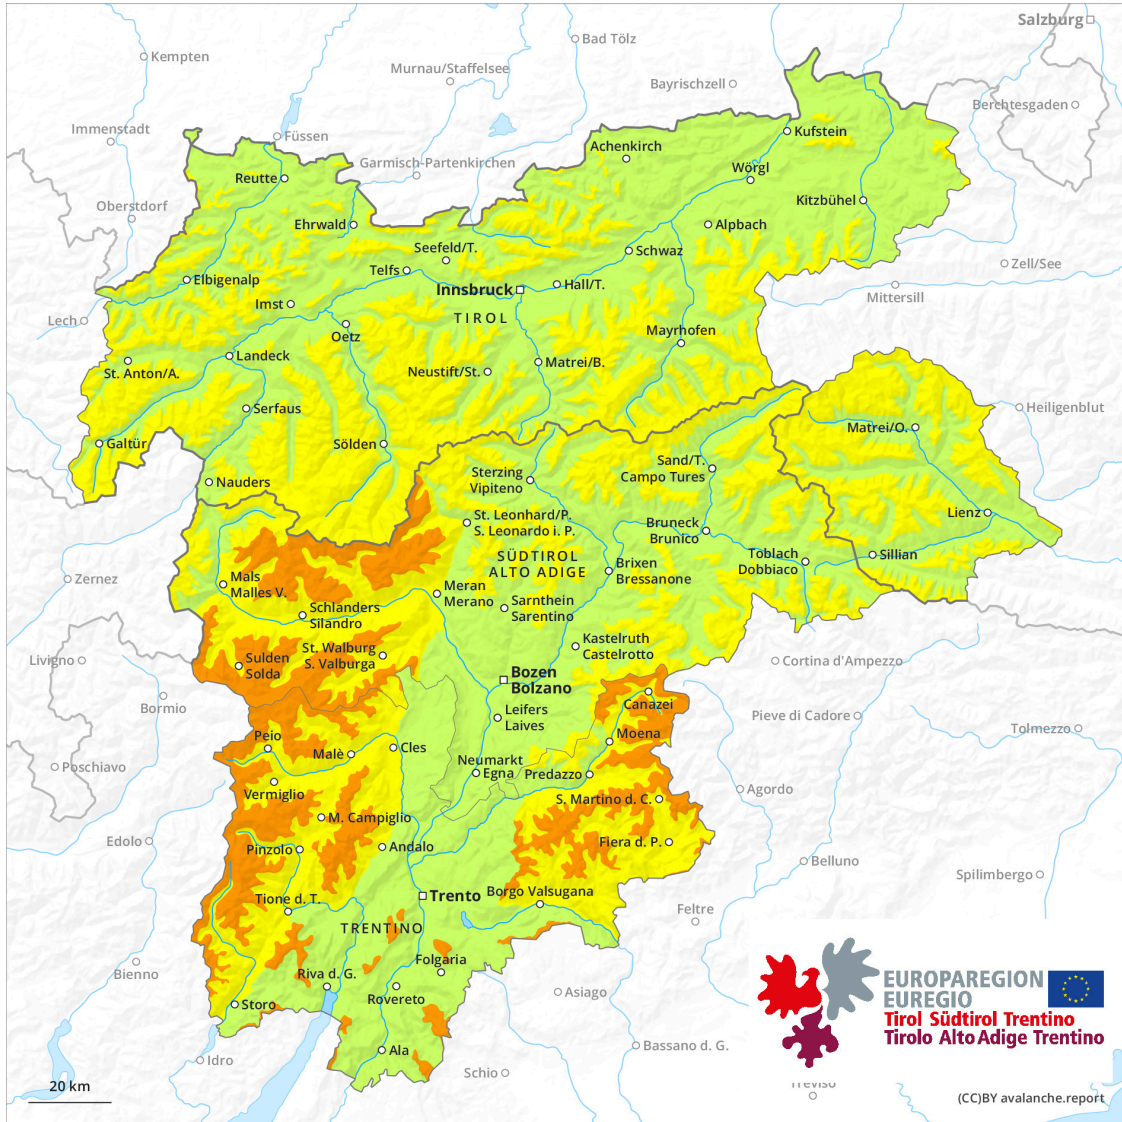 Salzburg
Bad Tölz
Kempten
Murnau/Staffelsee
Bayrischzell
Berchtesgaden
Immenstadt
Füssen
Kufstein
Achenkirch
Garmisch-Partenkirchen
Wörgl
Reutte
Kitzbühel
Oberstdorf
Ehrwald
Alpbach
Seefeld/T.
Schwaz
Telfs
Zell/See
Elbigenalp
Innsbruck
Hall/T.
Mittersill
Imst
TIROL
Lech
Oetz
Mayrhofen
Landeck
Matrei/B.
St. Anton/A.
Neustift/St.
Serfaus
Heiligenblut
Matrei/O.
Galtür
Sölden
Sand/T.
Campo Tures
Sterzing
Vipiteno
Nauders
St. Leonhard/P.
S. Leonardo i. P.
Lienz
Bruneck
Brunico
SÜDTIROL
ALTO ADIGE
Toblach
Dobbiaco
Sillian
Brixen
Bressanone
Zernez
Mals
Malles V.
Meran
Merano
Sarnthein
Sarentino
Schlanders
Silandro
Kastelruth
Castelrotto
St. Walburg
S. Valburga
Livigno
Sulden
Solda
Cortina d'Ampezzo
Bozen
Bolzano
Canazei
Bormio
Leifers
Laives
Pieve di Cadore
Tolmezzo
Peio
Moena
Cles
Malè
Poschiavo
Neumarkt
Egna
Predazzo
Vermiglio
Agordo
S. Martino d. C.
M. Campiglio
Edolo
Pinzolo
Andalo
Fiera d. P.
Belluno
Spilimbergo
Trento
Borgo Valsugana
Tione d. T.
Feltre
TRENTINO
Folgaria
Bienno
Riva d. G.
EUROPAREGION
EUREGIO
Asiago
Rovereto
Storo
Tirol Südtirol Trentino
Tirolo Alto Adige Trentino
Ala
Bassano d. G.
Idro
Schio
20 km
Treviso
(CC)BY avalanche.report